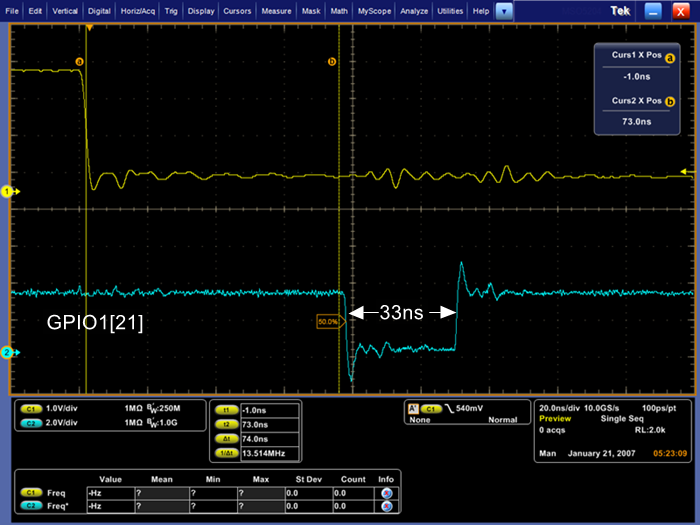 File Edit Vertical Digital Horiz/Acq Trig Display Cursors Measure Mask Math MyScope Analyze Utilities Help Tek X
a
b
Curs1 X Pos a
-1.0ns
Curs2 X Pos b
73.0ns
1
GPIO1[21]
50.0%
33ns
2
C1 1.0V/div 1MΩ BW:250M
C2 2.0V/div 1MΩ BW:1.0G
t1 -1.0ns
t2 73.0ns
Δt 74.0ns
1/Δt 13.514MHz
A' C1 540mV
None Normal
20.0ns/div 10.0GS/s 100ps/pt
Preview Single Seq
0 acqs RL:2.0k
Man January 21, 2007 05:23:09
Value Mean Min Max St Dev Count Info
C1 Freq -Hz ? ? ? 0.0 0.0
C2 Freq* -Hz ? ? ? 0.0 0.0